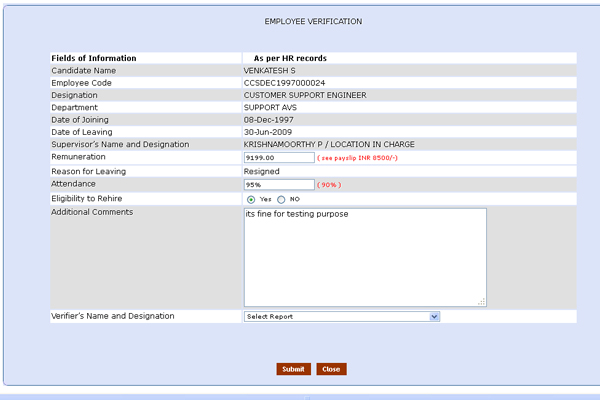 EMPLOYEE VERIFICATION
Fields of Information As per HR records
Candidate Name VENKATESH S
Employee Code CCSDEC1997000024
Designation CUSTOMER SUPPORT ENGINEER
Department SUPPORT AVS
Date of Joining 08-Dec-1997
Date of Leaving 30-Jun-2009
Supervisor's Name and Designation KRISHNAMOORTHY P / LOCATION IN CHARGE
Remuneration 9199.00 ( see payslip INR 8500/-)
Reason for Leaving Resigned
Attendance 95% ( 90% )
Eligibility to Rehire Yes NO
Additional Comments its fine for testing purpose
Verifier's Name and Designation Select Report
Submit Close